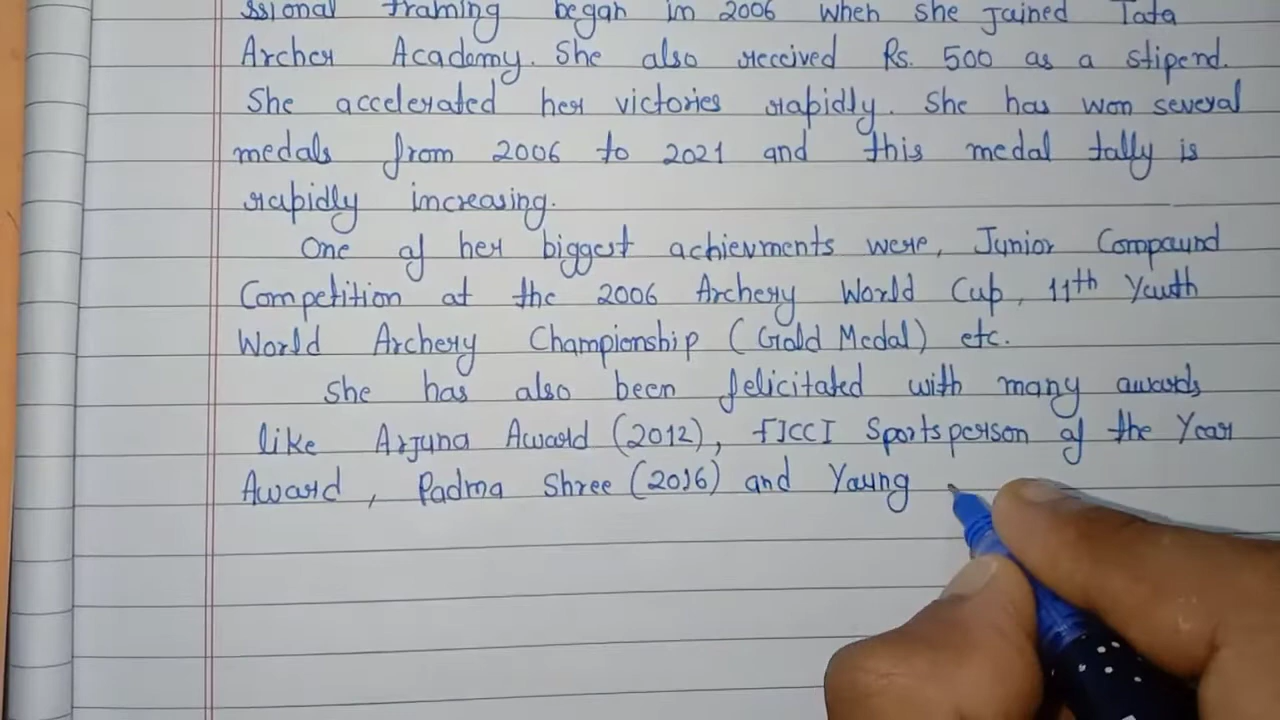 ssional training began in 2006 when she joined Tata
Archer Academy. She also received Rs. 500 as a stipend.
She accelerated her victories rapidly. She has won several
medals from 2006 to 2021 and this medal tally is
rapidly increasing.
One of her biggest achievments were, Junior Compound
Competition at the 2006 Archery World Cup, 11th Youth
World Archery Championship (Gold Medal) etc.
She has also been felicitated with many awards
like Arjuna Award (2012), FICCI Sportsperson of the Year
Award, Padma Shree (2016) and Young